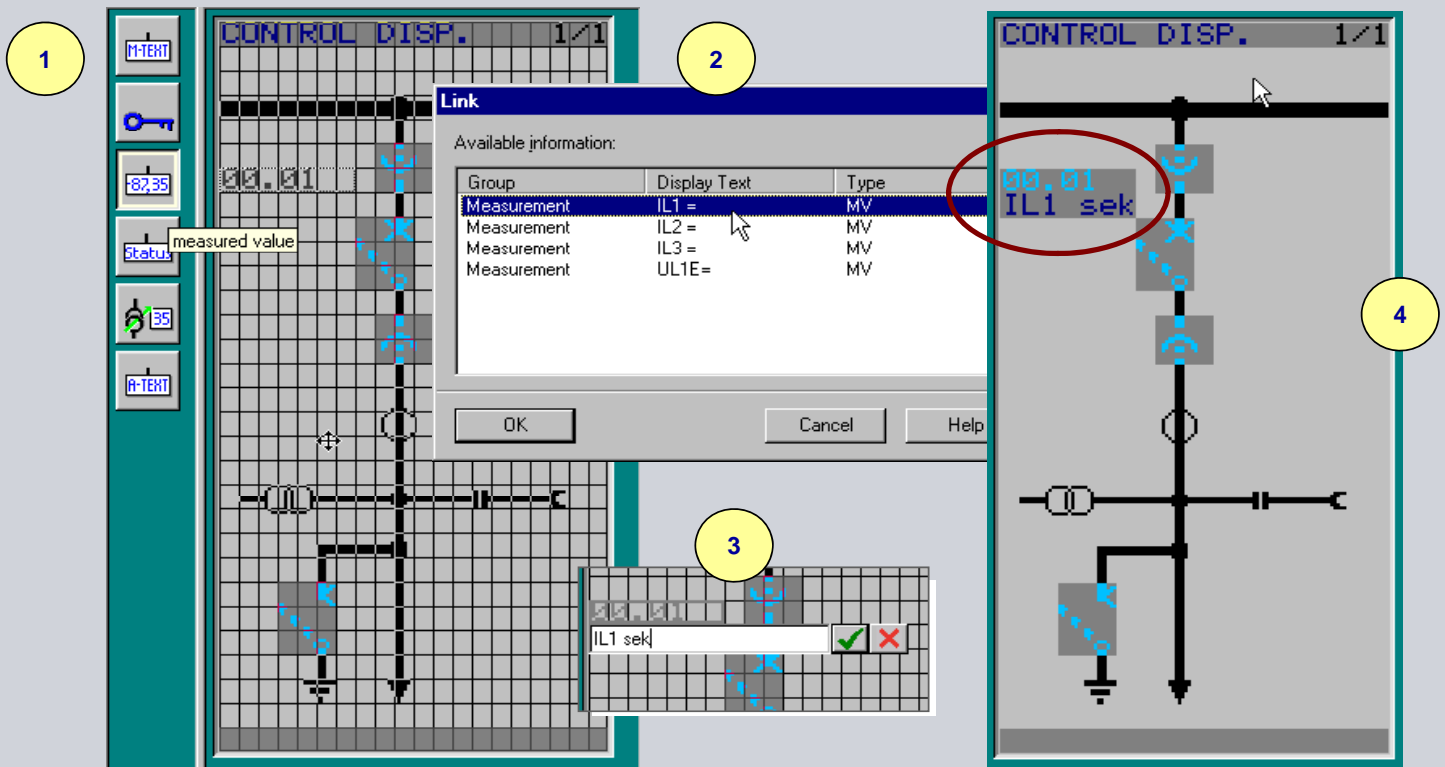 1
M-TEXT
-87,35
Status
measured value
35
A-TEXT
CONTROL DISP. 1/1
00.01
2
Link
Available information:
Group Display Text Type
Measurement IL1 = MV
Measurement IL2 = MV
Measurement IL3 = MV
Measurement UL1E= MV
OK Cancel Help
3
00.01
IL1 sek
CONTROL DISP. 1/1
00.01
IL1 sek
4